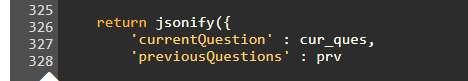 325
326 return jsonify({
327 'currentQuestion' : cur_ques,
328 'previousQuestions' : prv